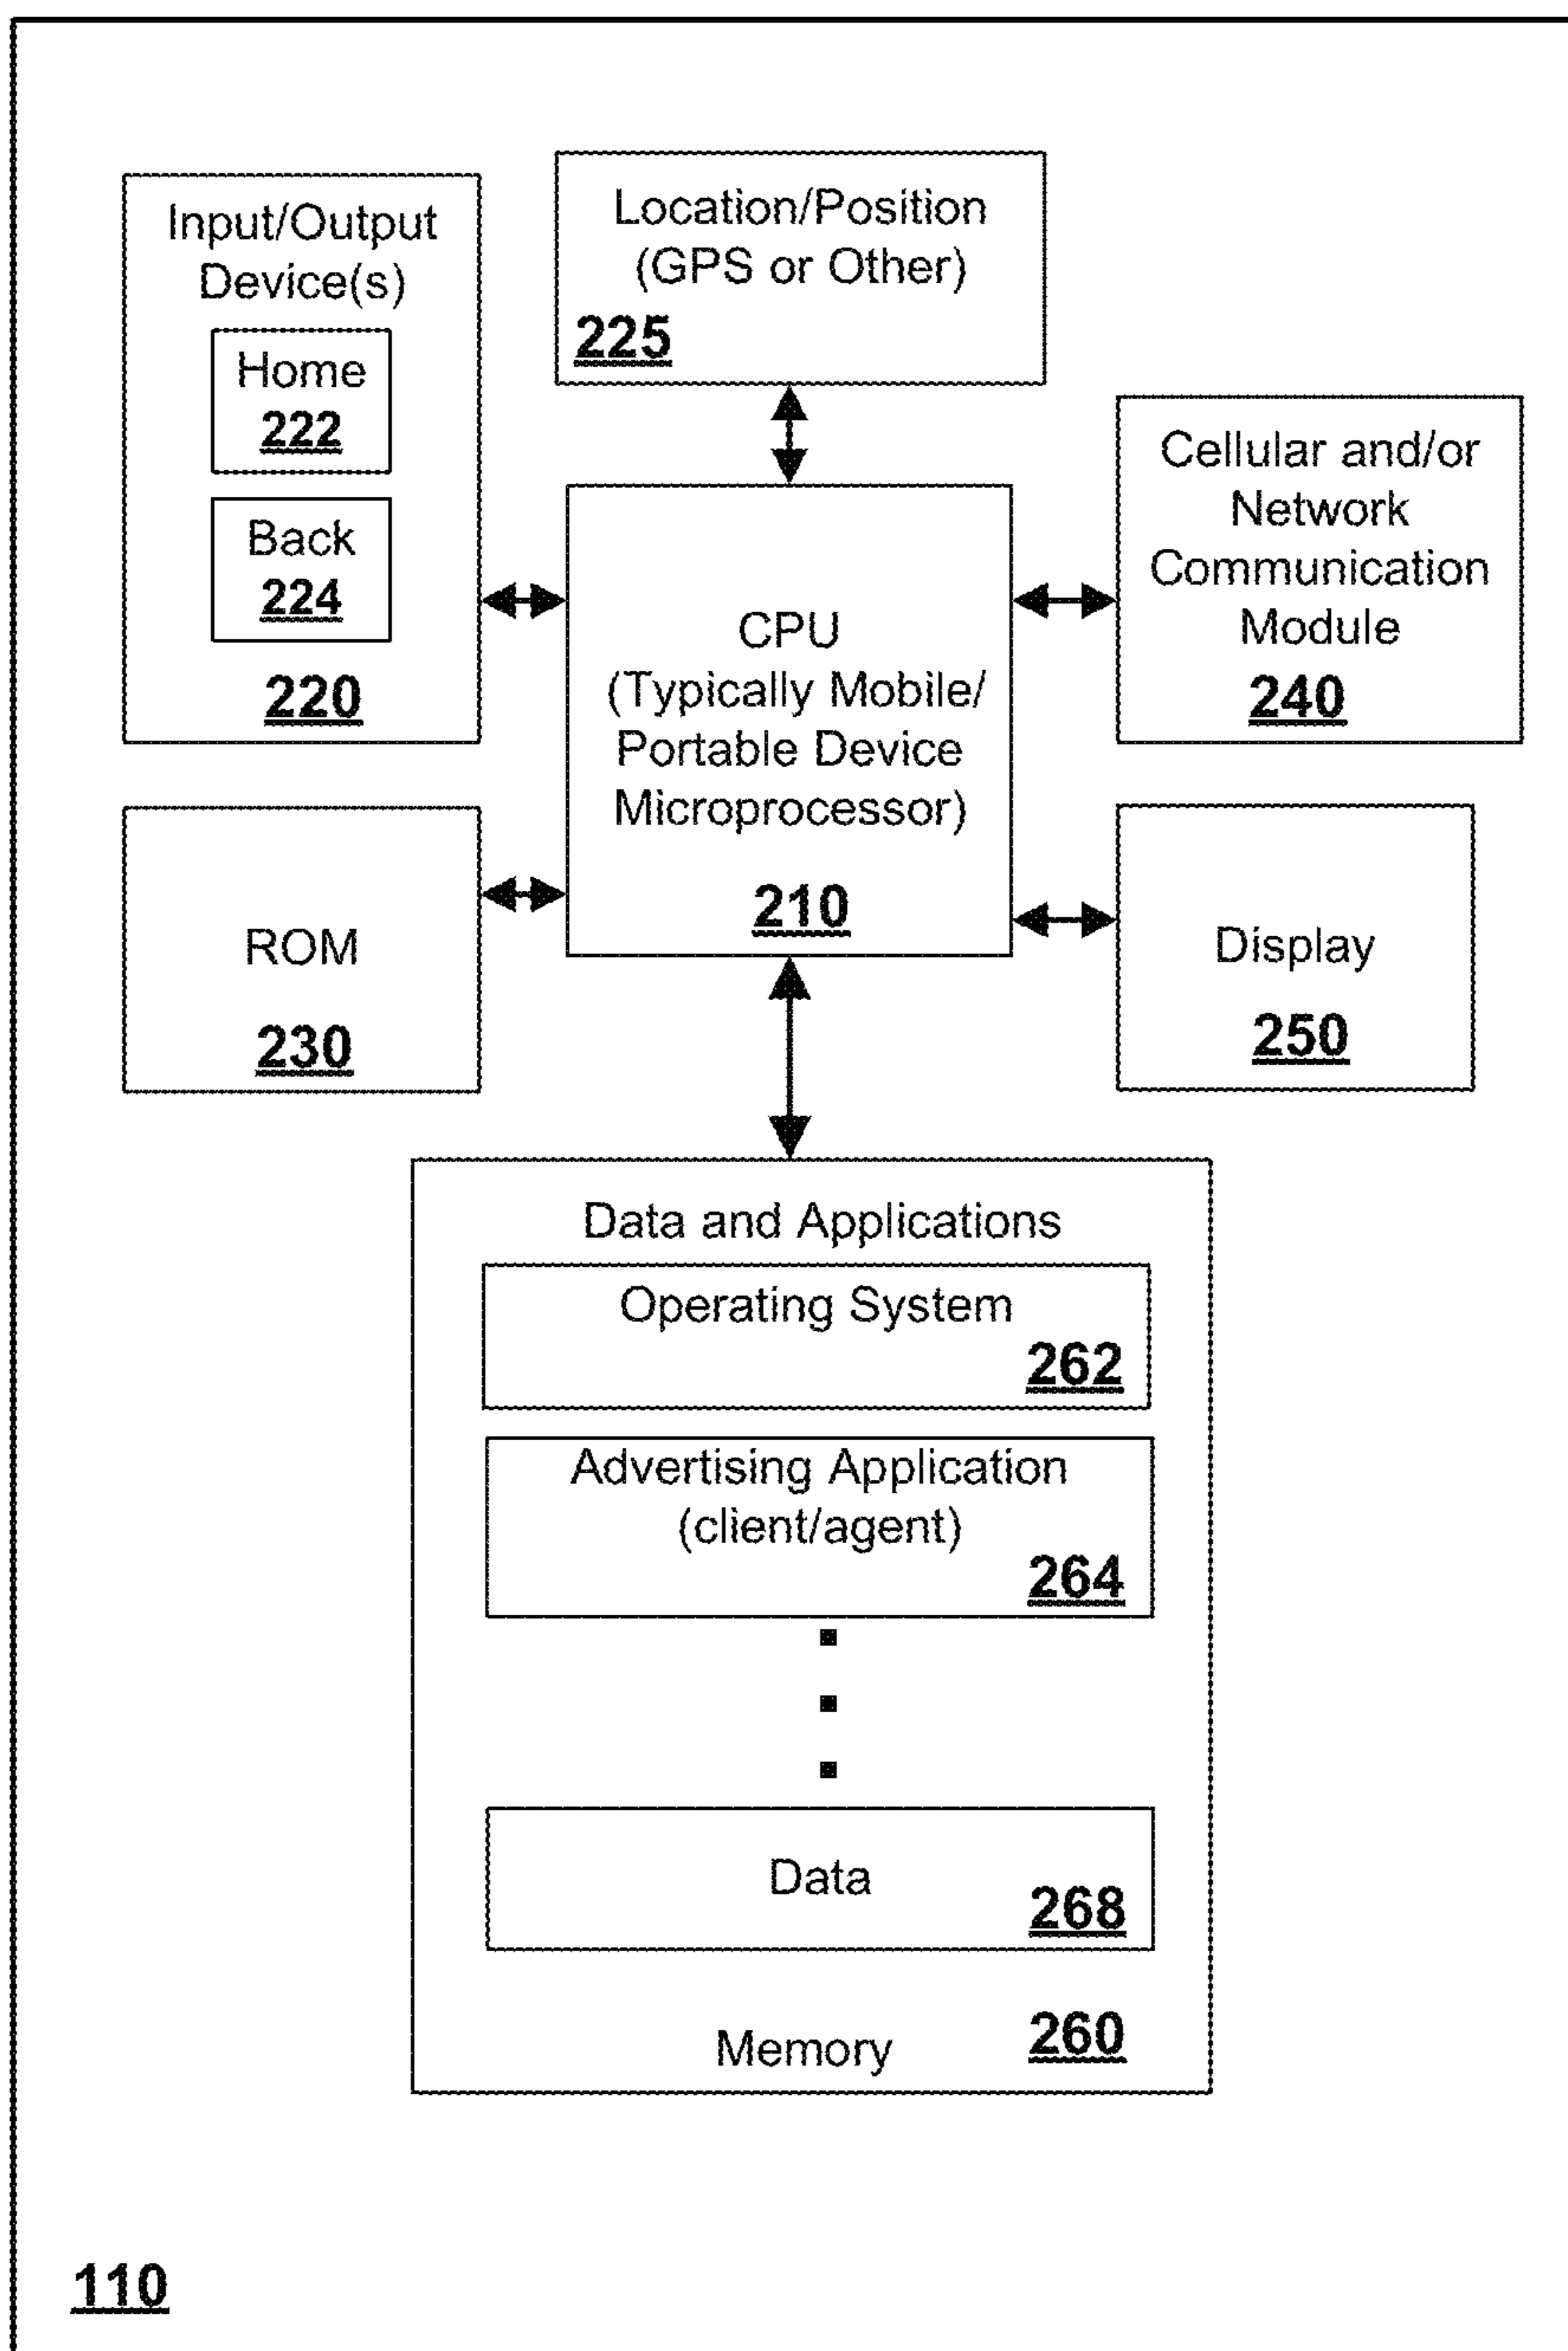 Input/Output
Device(s)
Home
222
Back
224
220
Location/Position
(GPS or Other)
225
Cellular and/or
Network
Communication
Module
240
CPU
(Typically Mobile/
Portable Device
Microprocessor)
210
ROM
230
Display
250
Data and Applications
Operating System
262
Advertising Application
(client/agent)
264
Data
268
Memory
260
110